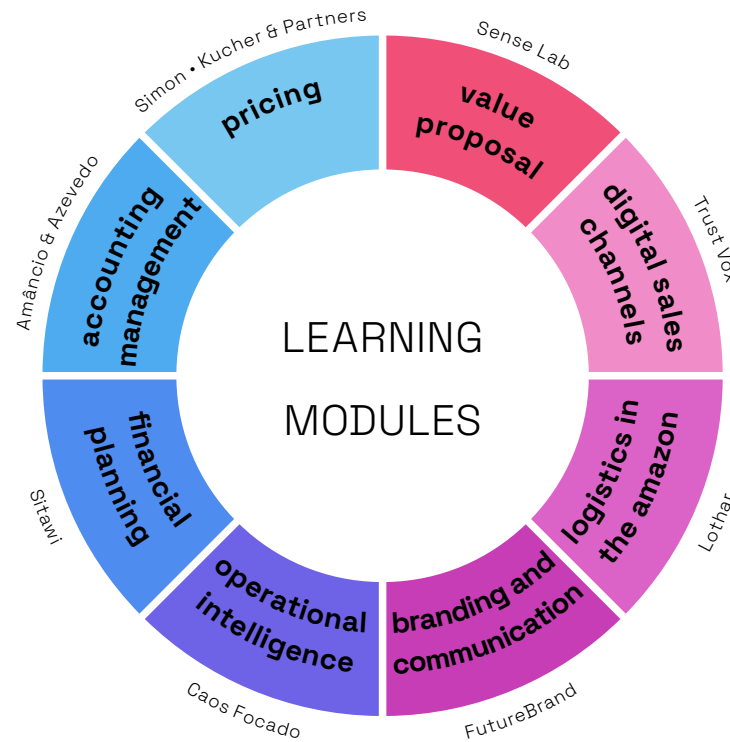 LEARNING
MODULES
Sense Lab
value
proposal
Trust Vox
digital sales
channels
logistics in
the amazon
Lothar
branding and
communication
FutureBrand
operational
intelligence
Caos Focado
financial
planning
Sitawi
Amâncio & Azevedo
accounting
management
Simon • Kucher & Partners
pricing